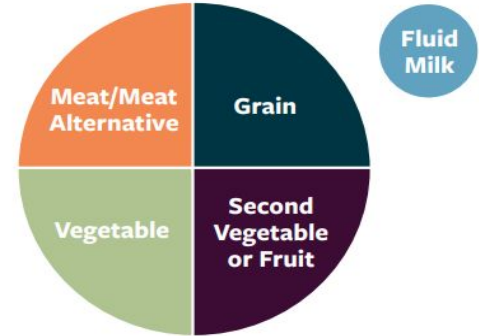 Fluid
Milk
Meat/Meat
Alternative
Grain
Vegetable
Second
Vegetable
or Fruit